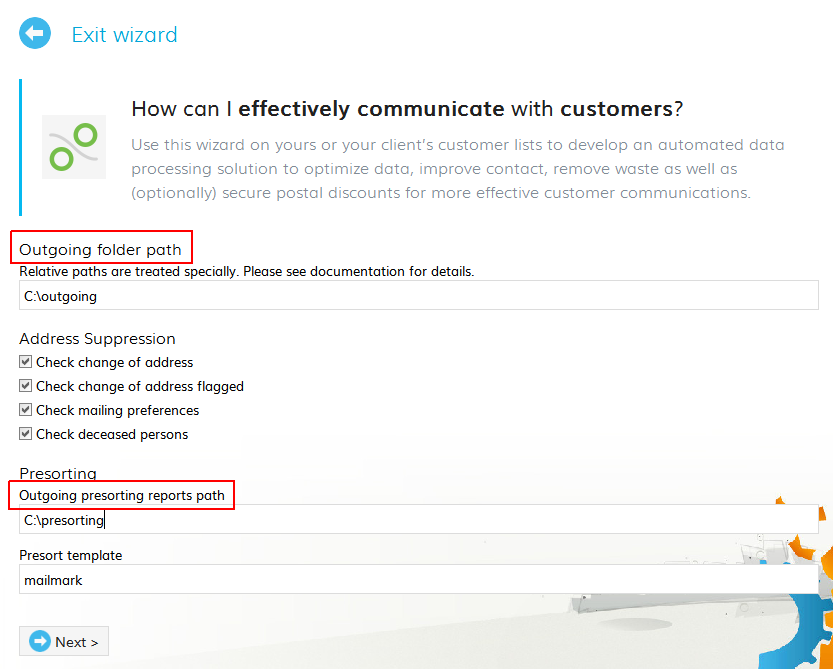 Exit wizard
How can I effectively communicate with customers?
Use this wizard on yours or your client's customer lists to develop an automated data
processing solution to optimize data, improve contact, remove waste as well as
(optionally) secure postal discounts for more effective customer communications.
Outgoing folder path
Relative paths are treated specially. Please see documentation for details.
C:\outgoing
Address Suppression
Check change of address
Check change of address flagged
Check mailing preferences
Check deceased persons
Presorting
Outgoing presorting reports path
C:\presorting
Presort template
mailmark
Next >